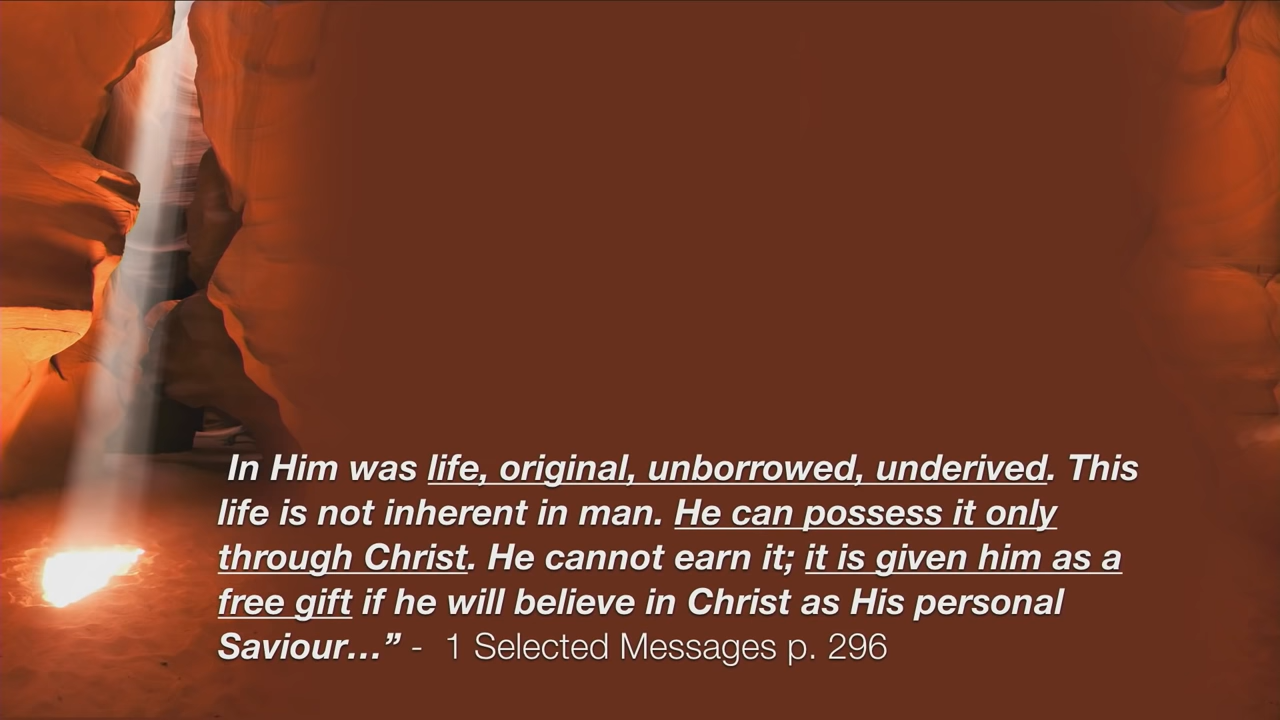 In Him was life, original, unborrowed, underived. This
life is not inherent in man. He can possess it only
through Christ. He cannot earn it; it is given him as a
free gift if he will believe in Christ as His personal
Saviour…” - 1 Selected Messages p. 296